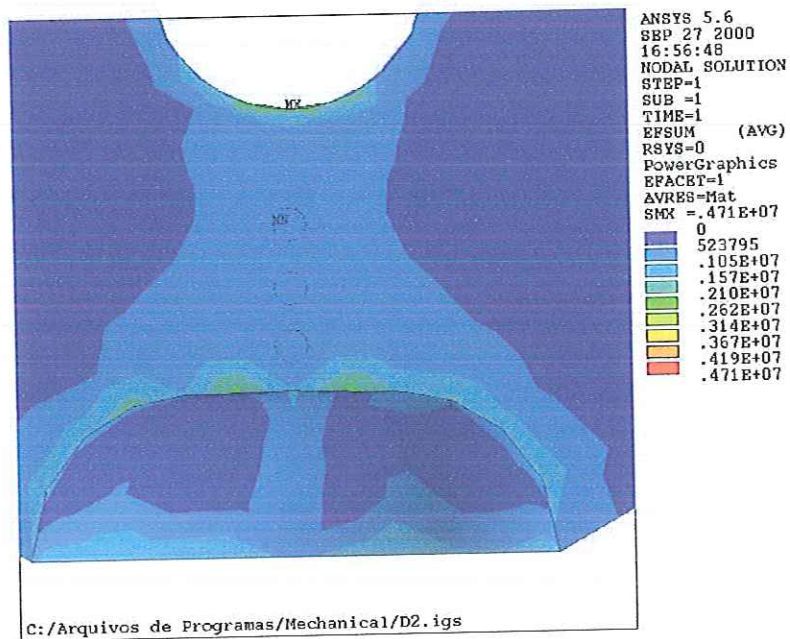 ANSYS 5.6
SEP 27 2000
16:56:48
NODAL SOLUTION
STEP=1
SUB =1
TIME=1
EFSUM (AVG)
RSYS=0
PowerGraphics
EFACET=1
AVRES=Mat
SMX =.471E+07
0
523795
.105E+07
.157E+07
.210E+07
.262E+07
.314E+07
.367E+07
.419E+07
.471E+07
MX
MN
C:/Arquivos de Programas/Mechanical/D2.igs